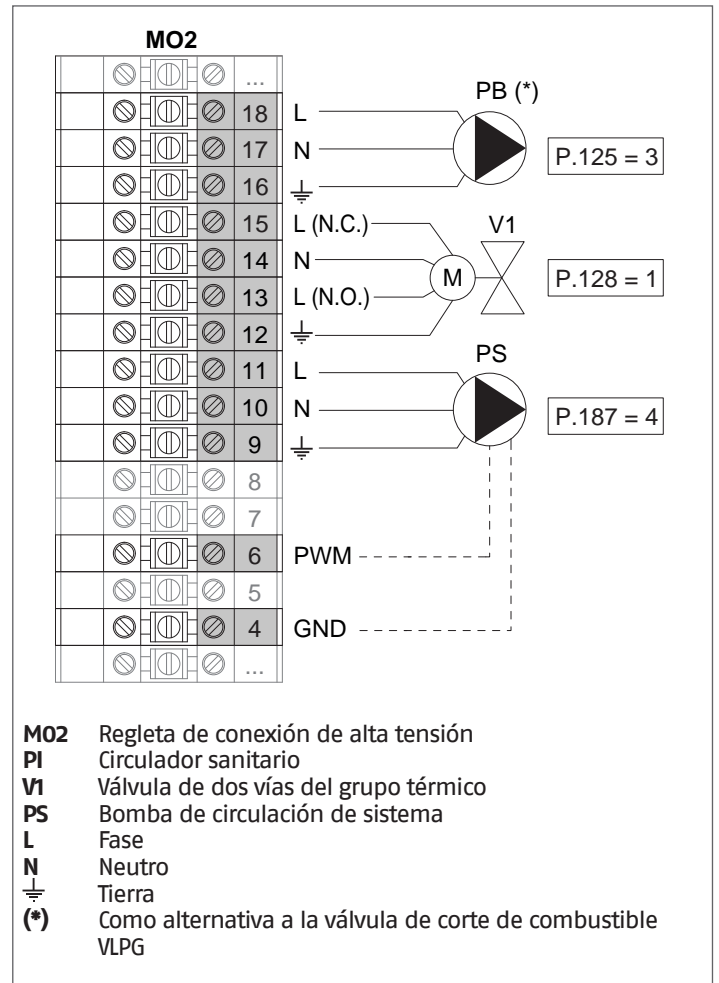 MO2
...
18 L
17 N
16 ⏚
15 L (N.C.)
14 N
13 L (N.O.)
12 ⏚
11 L
10 N
9 ⏚
8
7
6 PWM
5
4 GND
...
PB (*)
P.125 = 3
V1
M
P.128 = 1
PS
P.187 = 4
M02 Regleta de conexión de alta tensión
PI Circulador sanitario
V1 Válvula de dos vías del grupo térmico
PS Bomba de circulación de sistema
L Fase
N Neutro
⏚ Tierra
(*) Como alternativa a la válvula de corte de combustible
VLPG